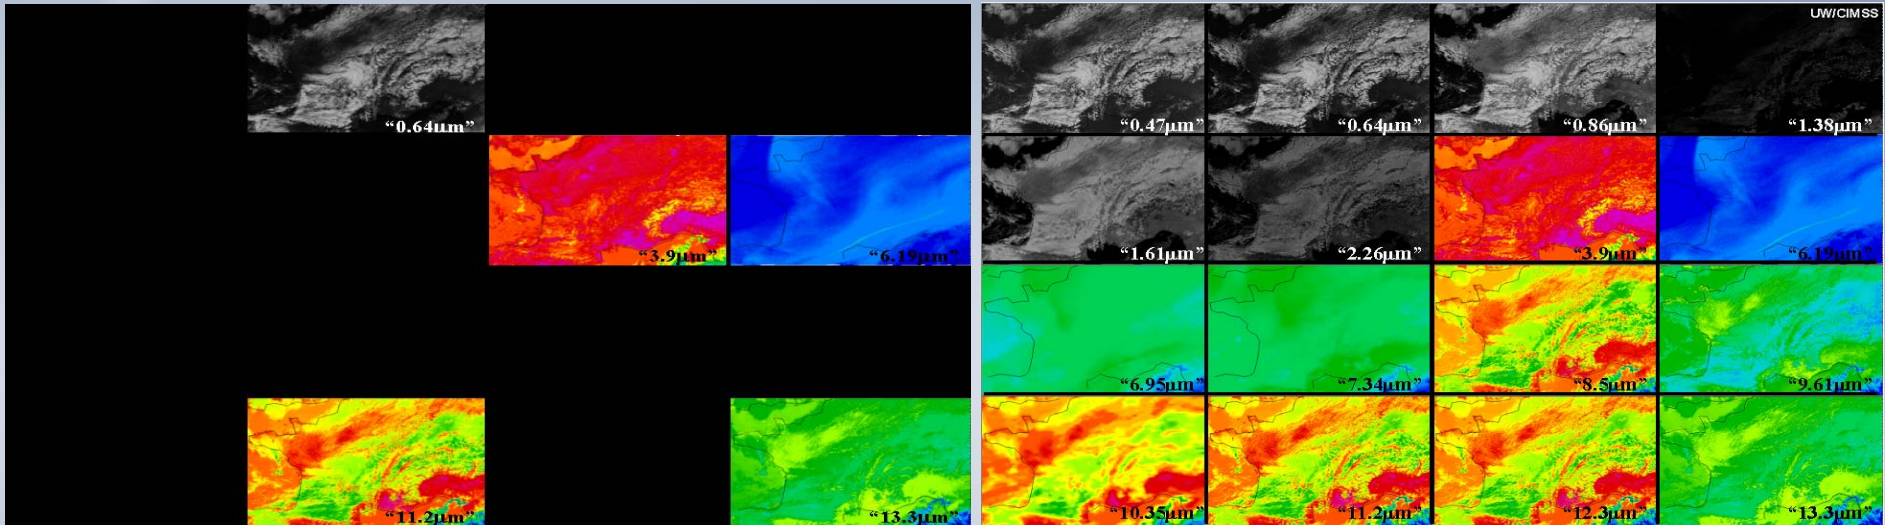 "0.64µm"
"3.9µm" "6.19µm"
"11.2µm" "13.3µm"
UW/CIMSS
"0.47µm" "0.64µm" "0.86µm" "1.38µm"
"1.61µm" "2.26µm" "3.9µm" "6.19µm"
"6.95µm" "7.34µm" "8.5µm" "9.61µm"
"10.35µm" "11.2µm" "12.3µm" "13.3µm"